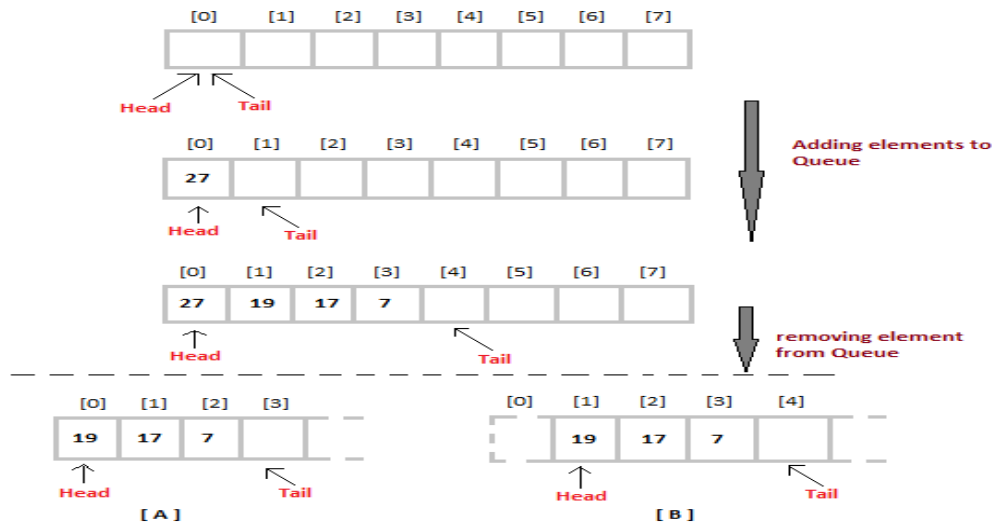 [0] [1] [2] [3] [4] [5] [6] [7]
Head Tail
[0] [1] [2] [3] [4] [5] [6] [7]
Adding elements to
Queue
27
Head Tail
[0] [1] [2] [3] [4] [5] [6] [7]
27 19 17 7
Head Tail
removing element
from Queue
[0] [1] [2] [3]
19 17 7
Head Tail
[ A ]
[0] [1] [2] [3] [4]
19 17 7
Head Tail
[ B ]